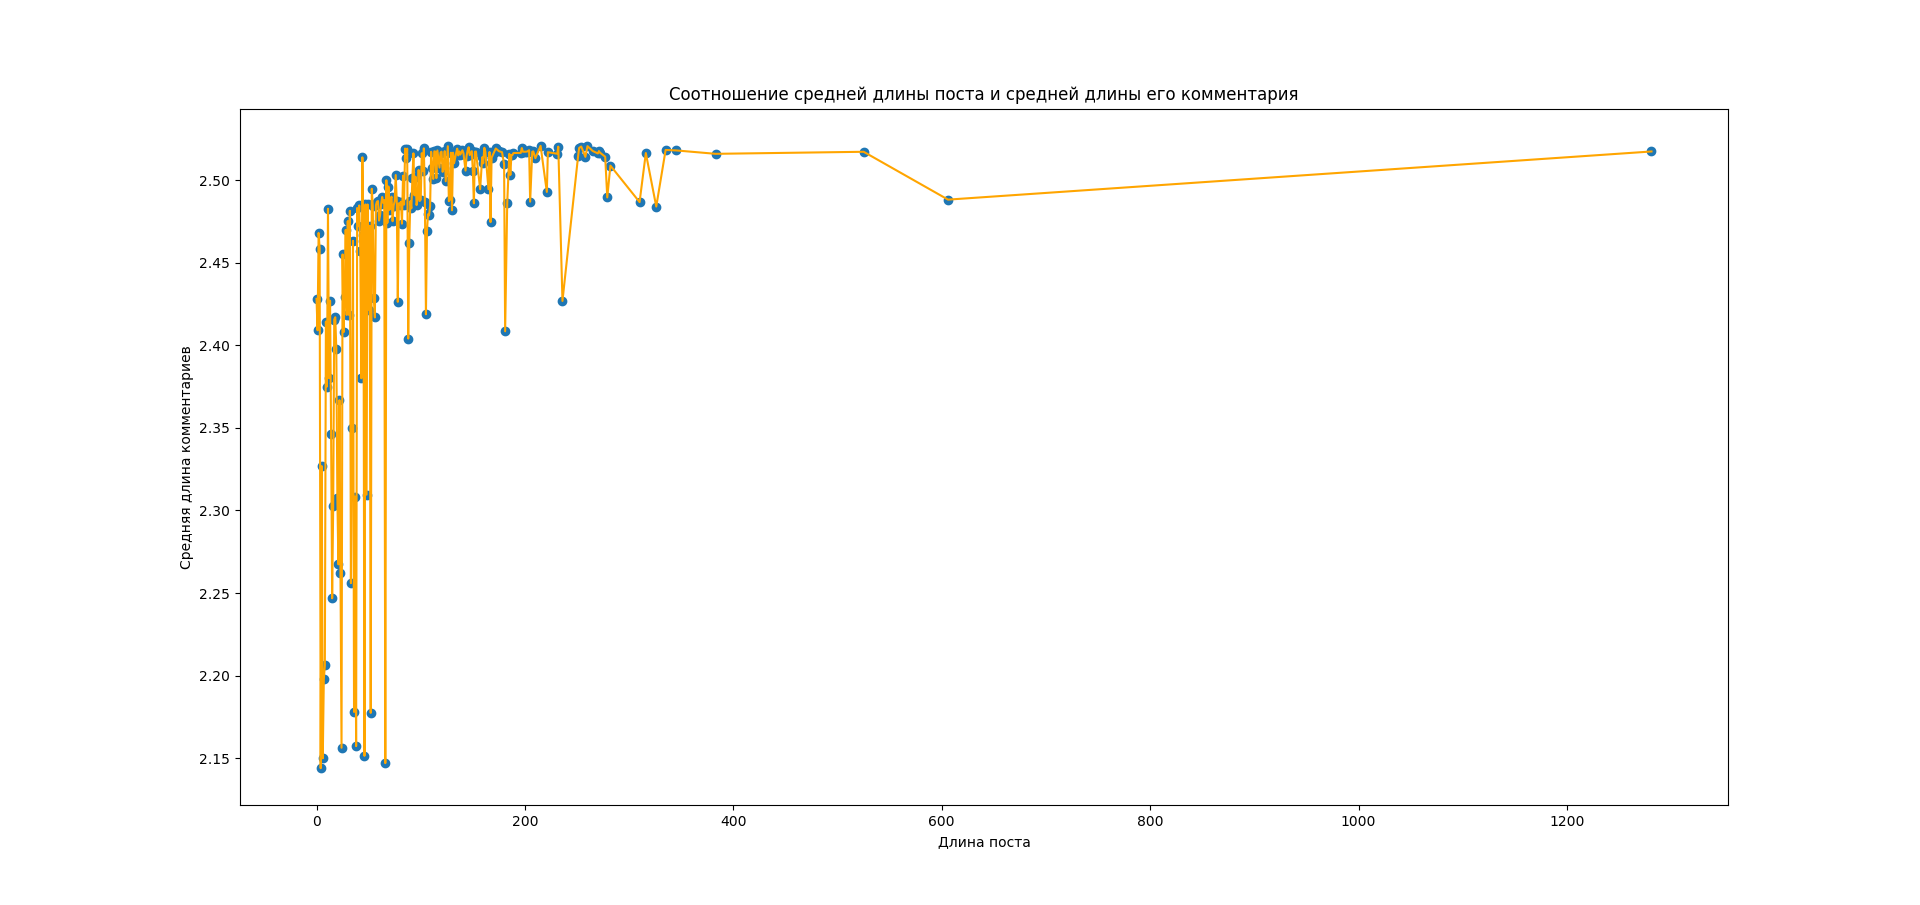 Соотношение средней длины поста и средней длины его комментария
Средняя длина комментариев
2.50
2.45
2.40
2.35
2.30
2.25
2.20
2.15
0 200 400 600 800 1000 1200
Длина поста